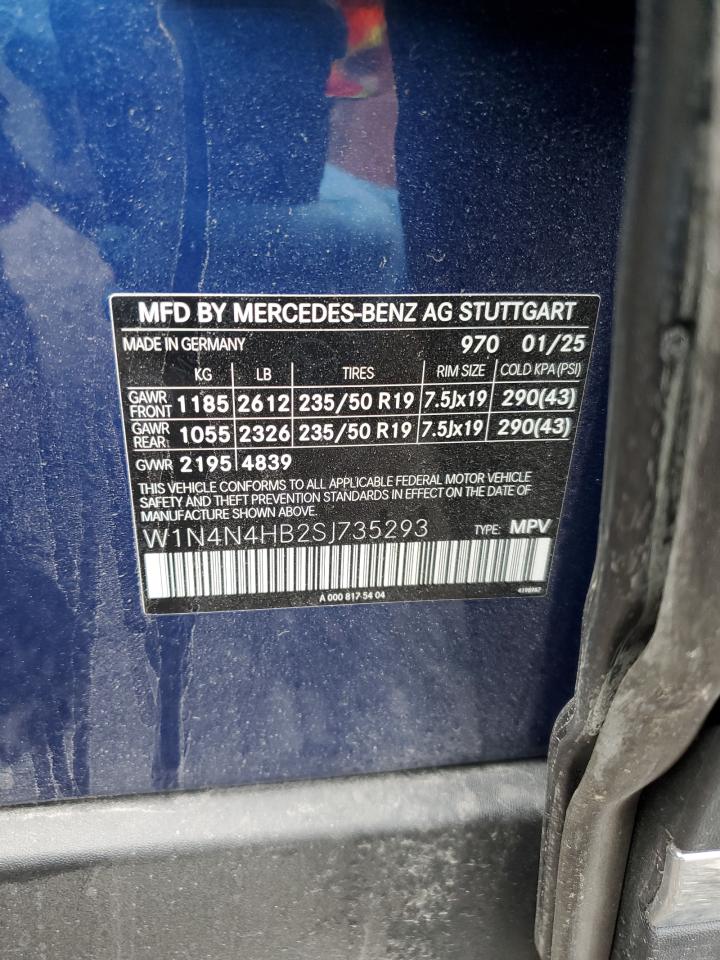 MFD BY MERCEDES-BENZ AG STUTTGART
MADE IN GERMANY 970 01/25
KG LB TIRES RIM SIZE COLD KPA (PSI)
GAWR FRONT 1185 2612 235/50 R19 7.5Jx19 290(43)
GAWR REAR 1055 2326 235/50 R19 7.5Jx19 290(43)
GVWR 2195 4839
THIS VEHICLE CONFORMS TO ALL APPLICABLE FEDERAL MOTOR VEHICLE
SAFETY AND THEFT PREVENTION STANDARDS IN EFFECT ON THE DATE OF
MANUFACTURE SHOWN ABOVE.
W1N4N4HB2SJ735293 TYPE: MPV
A 000 817 54 04